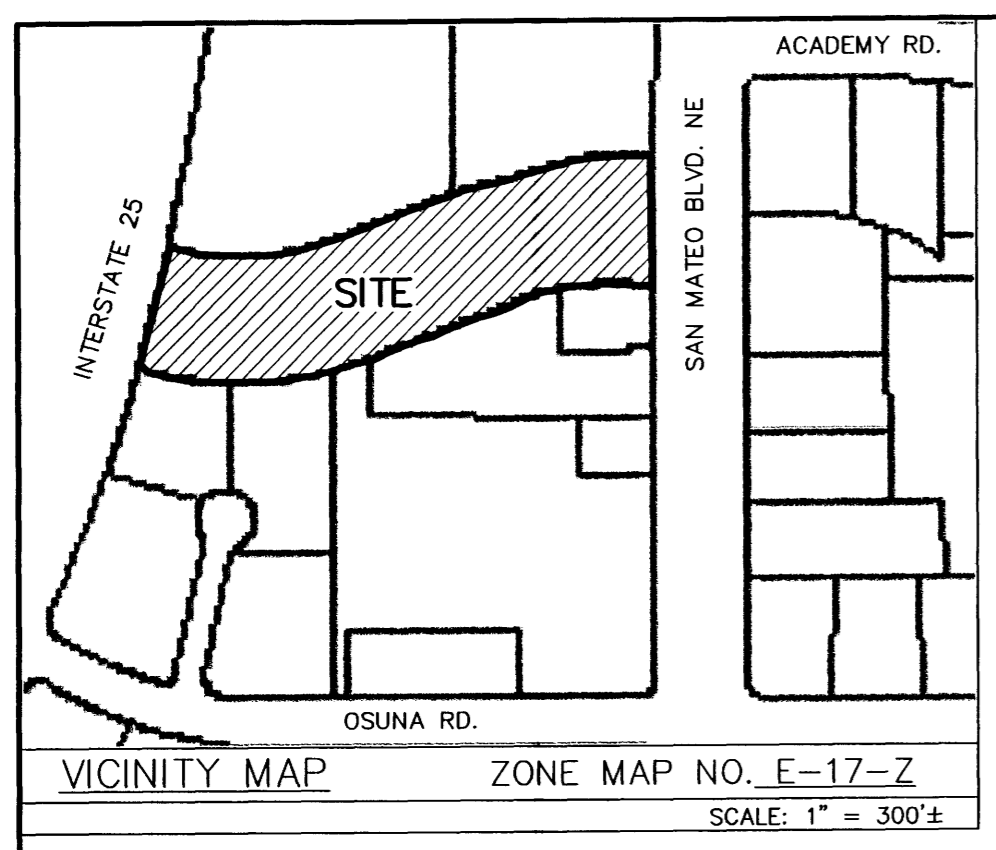 ACADEMY RD.
SAN MATEO BLVD. NE
INTERSTATE 25
SITE
OSUNA RD.
VICINITY MAP
ZONE MAP NO. E-17-Z
SCALE: 1" = 300'±